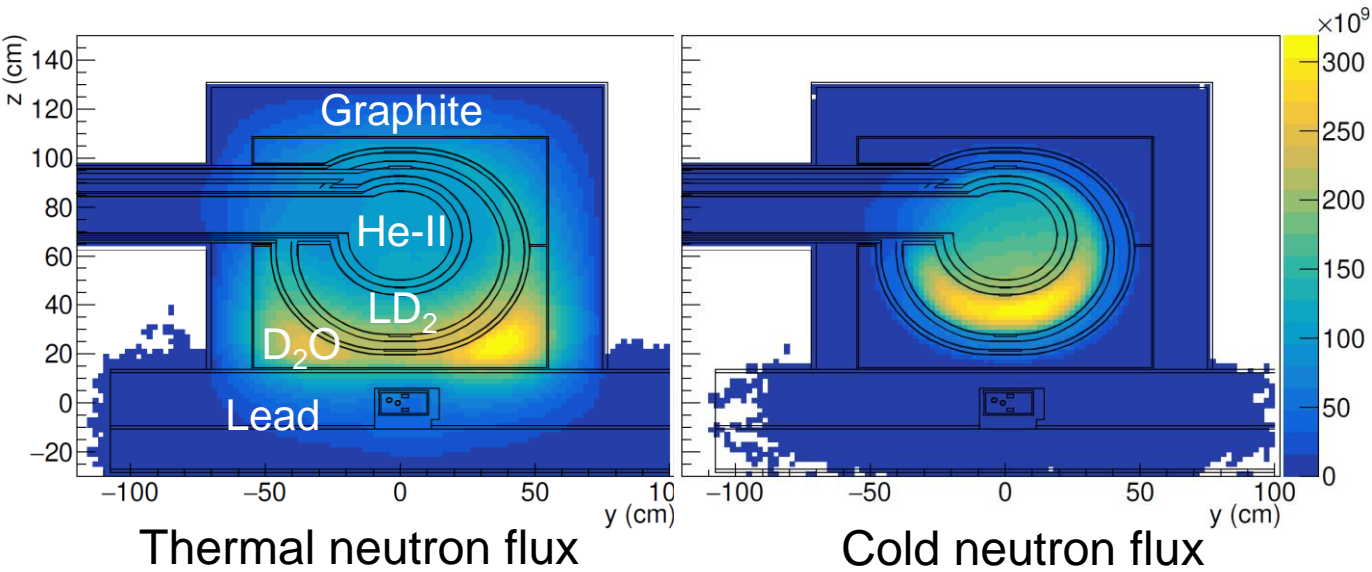 ×10⁹
z (cm)
140
120
100
80
60
40
20
0
−20
Graphite
He-II
LD₂
D₂O
Lead
−100
−50
0
50
10
y (cm)
−100
−50
0
50
100
y (cm)
300
250
200
150
100
50
0
Thermal neutron flux
Cold neutron flux